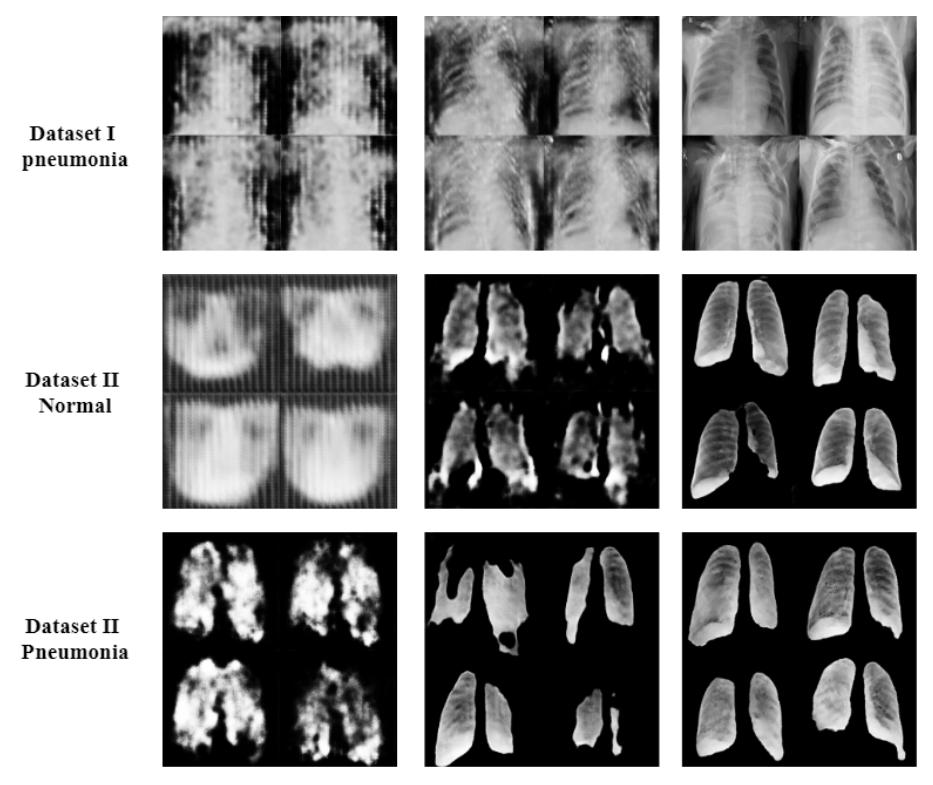 Dataset I
pneumonia
Dataset II
Normal
Dataset II
Pneumonia